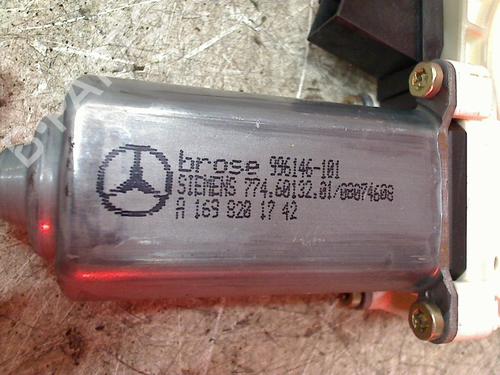 brose 996146-101
SIEMENS 774.60132.01/08074608
A 169 820 17 42